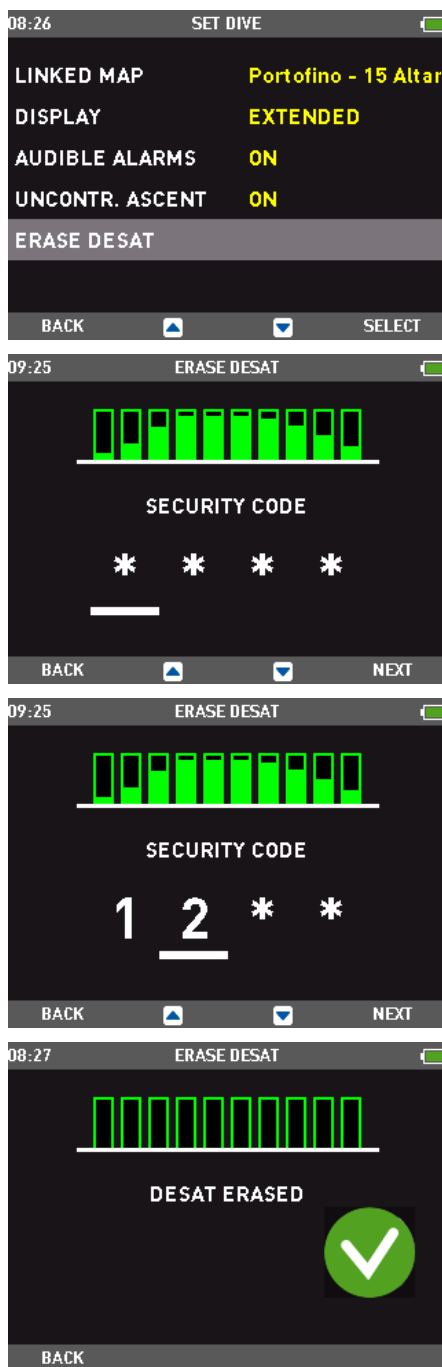 08:26 SET DIVE
LINKED MAP Portofino - 15 Altar
DISPLAY EXTENDED
AUDIBLE ALARMS ON
UNCONTR. ASCENT ON
ERASE DESAT
BACK SELECT
09:25 ERASE DESAT
SECURITY CODE
* * * *
BACK NEXT
09:25 ERASE DESAT
SECURITY CODE
1 2 * *
BACK NEXT
08:27 ERASE DESAT
DESAT ERASED
BACK